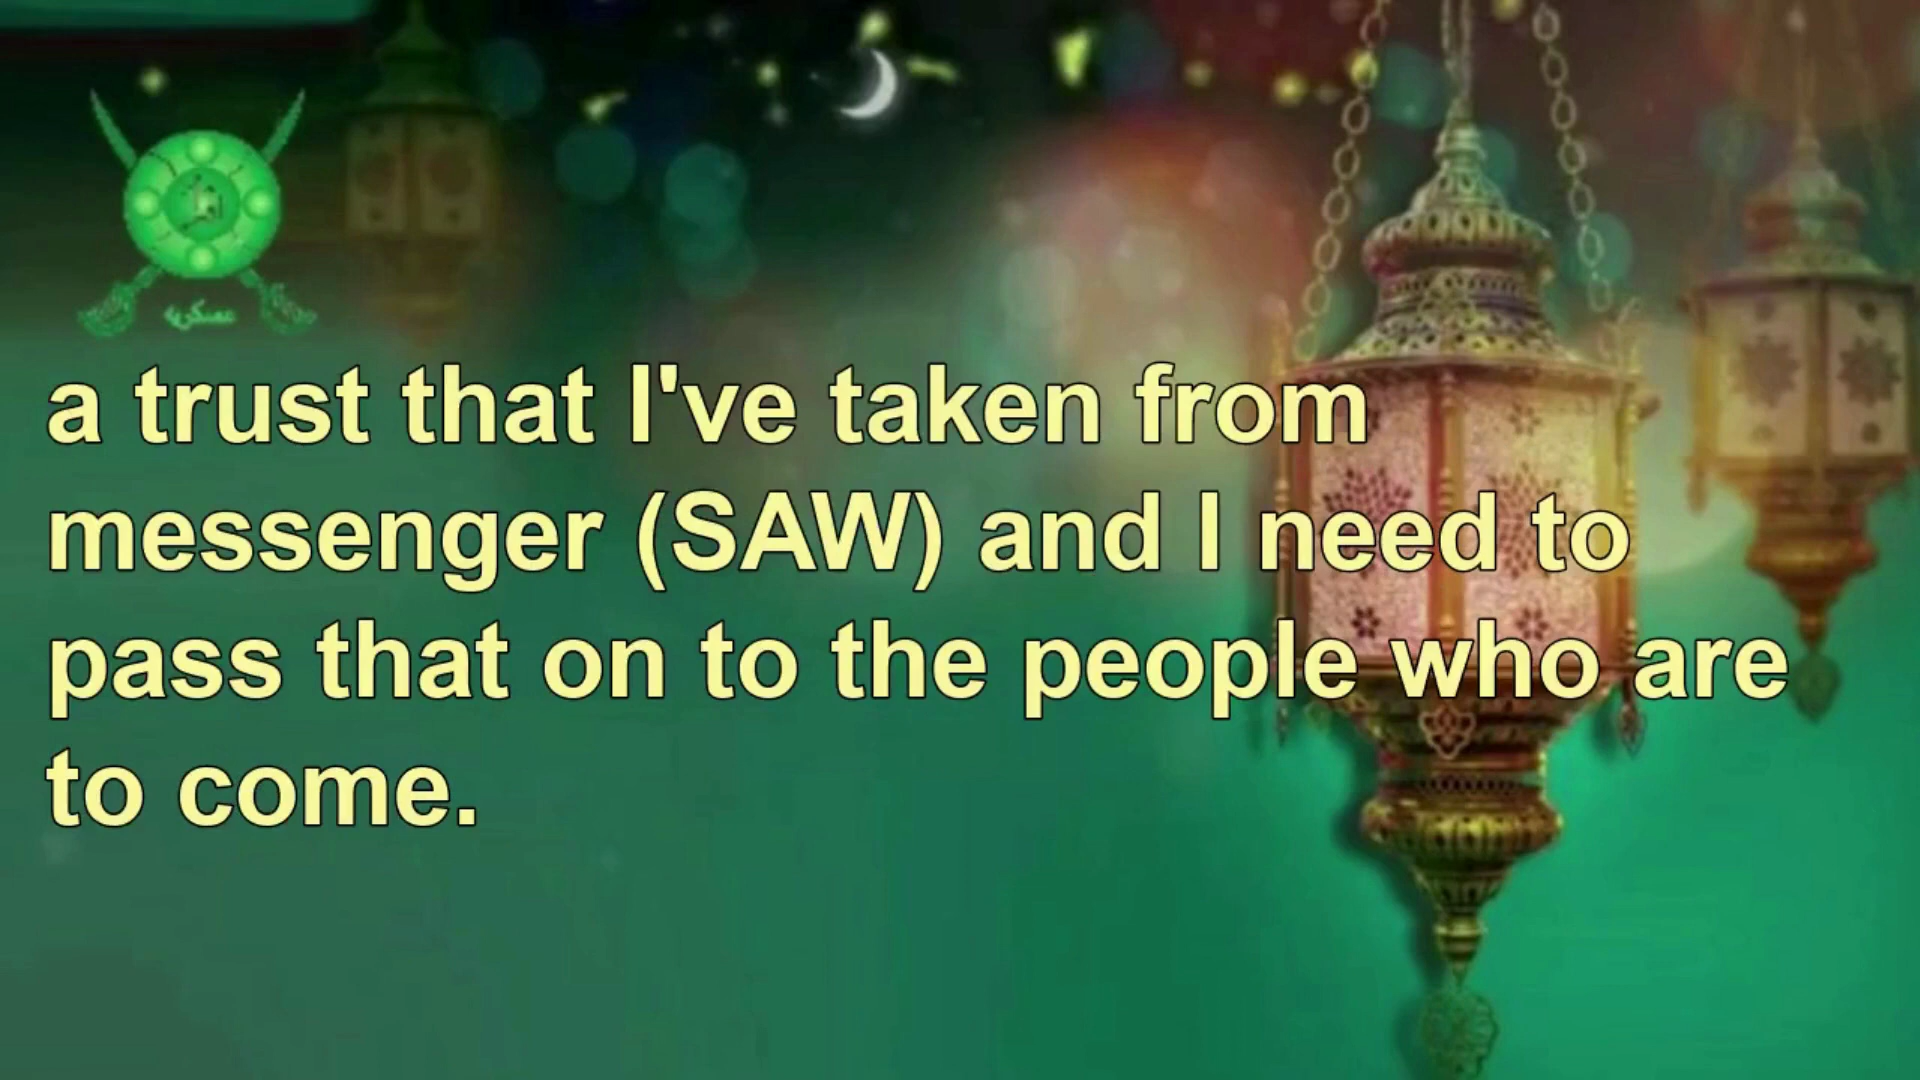 عسكريه
a trust that I've taken from
messenger (SAW) and I need to
pass that on to the people who are
to come.